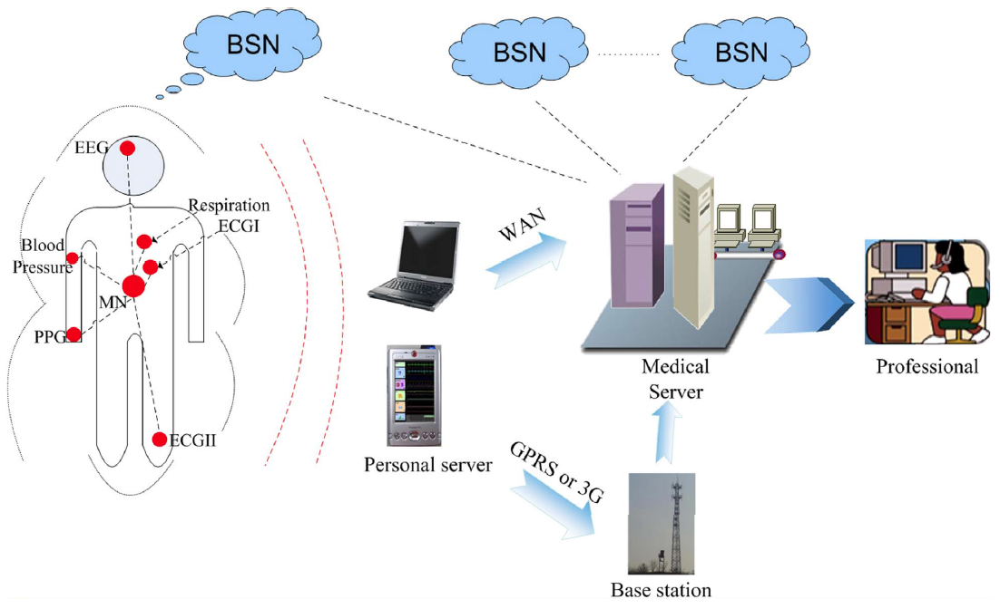 BSN
BSN
BSN
EEG
Respiration
ECGI
Blood
Pressure
MN
PPG
ECGII
WAN
Personal server
GPRS or 3G
Medical
Server
Professional
Base station